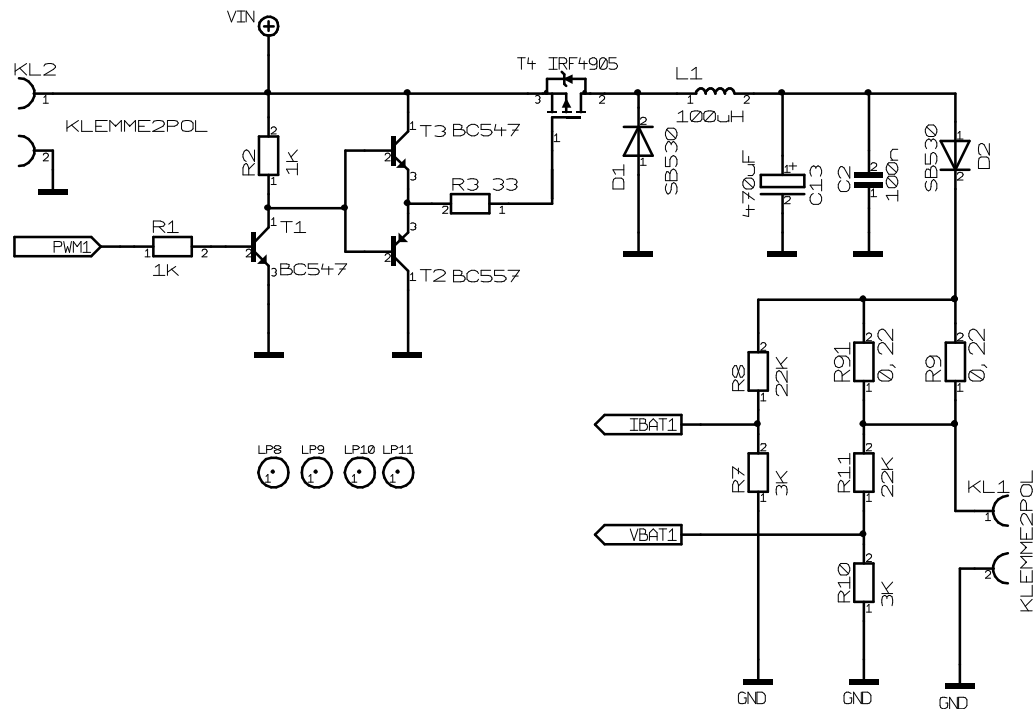 VIN
KL2
1
KLEMME2POL
2
T4 IRF4905
3
2
1
L1
1 2
100uH
2
R2
1K
1
1
T3 BC547
2
3
R3 33
2 1
2
D1
SB530
1
1+
470uF
C13
2
2
C2
100n
1
SB530
1
D2
2
PWM1
R1
1 2
1K
1
T1
2
3
BC547
3
2
T2 BC557
1
2
R8
22K
1
2
R91
0,22
1
2
R9
0,22
1
IBAT1
2
R7
3K
1
2
R11
22K
1
KL1
1
KLEMME2POL
2
VBAT1
2
R10
3K
1
LP8 LP9 LP10 LP11
1 1 1 1
GND GND GND